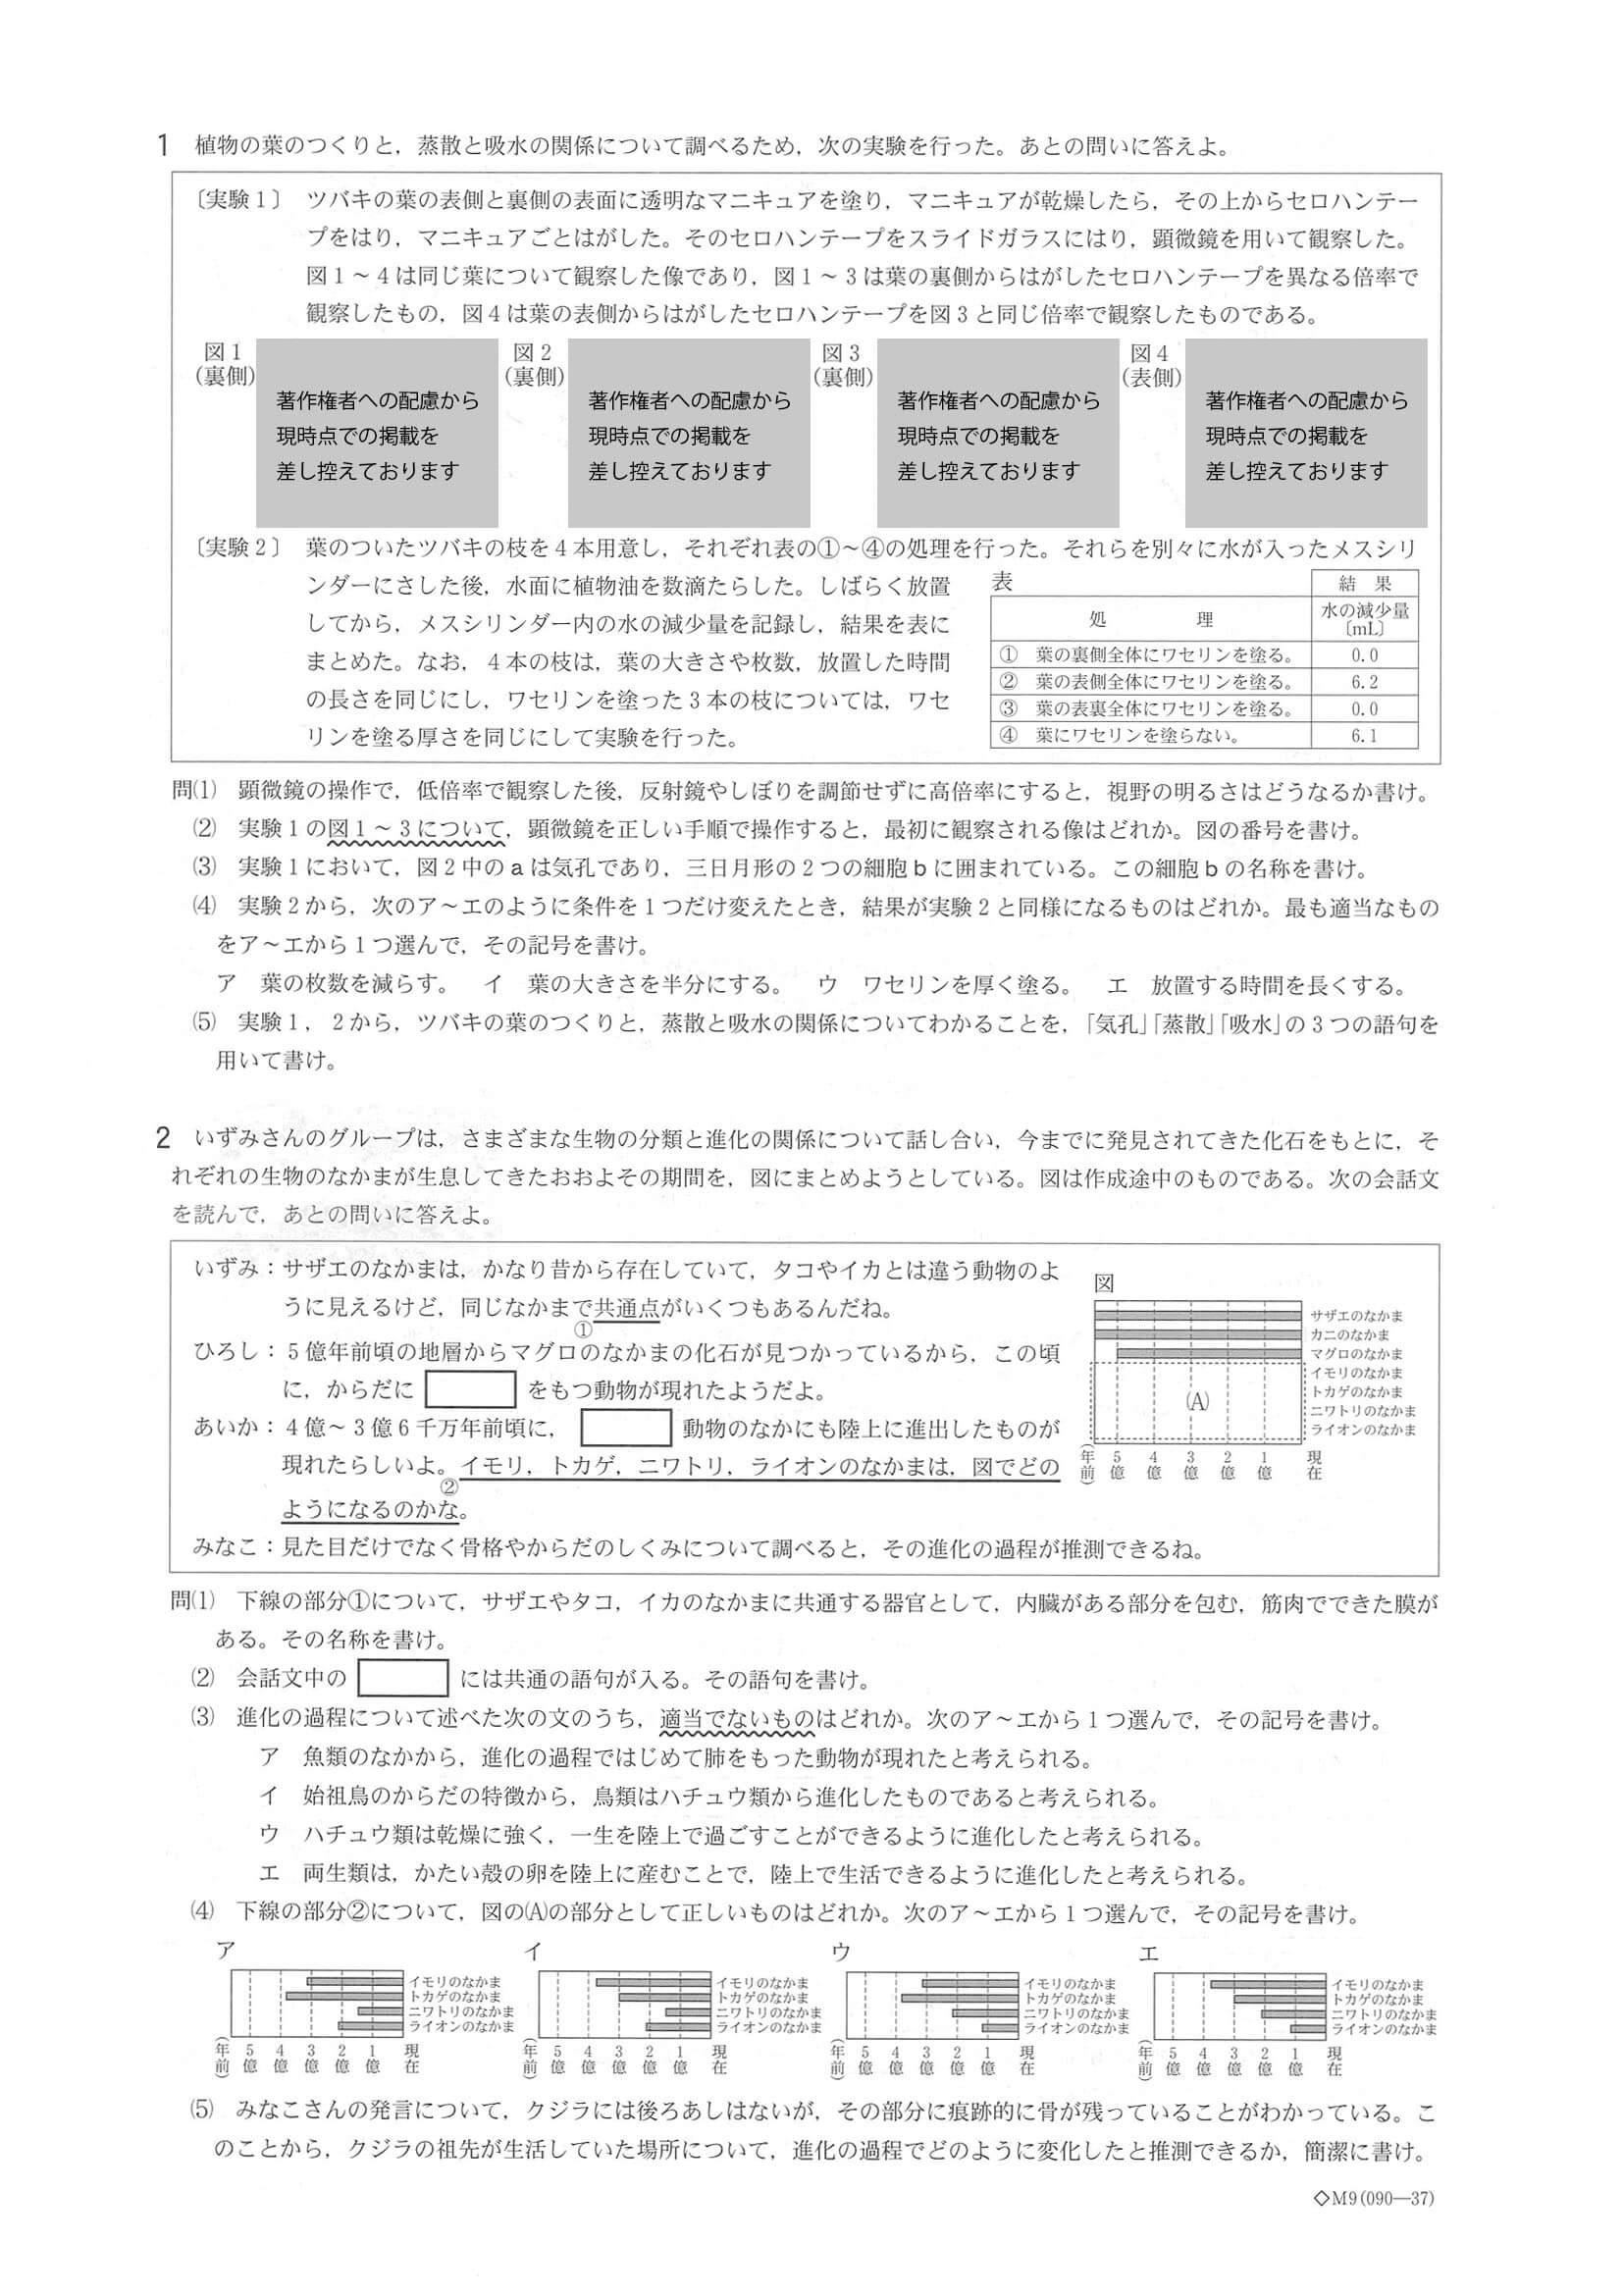 1 植物の葉のつくりと，蒸散と吸水の関係について調べるため，次の実験を行った。あとの問いに答えよ。
〔実験1〕 ツバキの葉の表側と裏側の表面に透明なマニキュアを塗り，マニキュアが乾燥したら，その上からセロハンテー
プをはり，マニキュアごとはがした。そのセロハンテープをスライドガラスにはり，顕微鏡を用いて観察した。
図1～4は同じ葉について観察した像であり，図1～3は葉の裏側からはがしたセロハンテープを異なる倍率で
観察したもの，図4は葉の表側からはがしたセロハンテープを図3と同じ倍率で観察したものである。
図1
(裏側)
著作権者への配慮から
現時点での掲載を
差し控えております
図2
(裏側)
著作権者への配慮から
現時点での掲載を
差し控えております
図3
(裏側)
著作権者への配慮から
現時点での掲載を
差し控えております
図4
(表側)
著作権者への配慮から
現時点での掲載を
差し控えております
〔実験2〕 葉のついたツバキの枝を4本用意し，それぞれ表の①～④の処理を行った。それらを別々に水が入ったメスシリ
ンダーにさした後，水面に植物油を数滴たらした。しばらく放置
してから，メスシリンダー内の水の減少量を記録し，結果を表に
まとめた。なお，4本の枝は，葉の大きさや枚数，放置した時間
の長さを同じにし，ワセリンを塗った3本の枝については，ワセ
リンを塗る厚さを同じにして実験を行った。
表
結 果
処 理 水の減少量〔mL〕
① 葉の裏側全体にワセリンを塗る。 0.0
② 葉の表側全体にワセリンを塗る。 6.2
③ 葉の表裏全体にワセリンを塗る。 0.0
④ 葉にワセリンを塗らない。 6.1
問⑴ 顕微鏡の操作で，低倍率で観察した後，反射鏡やしぼりを調節せずに高倍率にすると，視野の明るさはどうなるか書け。
⑵ 実験1の図1～3について，顕微鏡を正しい手順で操作すると，最初に観察される像はどれか。図の番号を書け。
⑶ 実験1において，図2中のaは気孔であり，三日月形の2つの細胞bに囲まれている。この細胞bの名称を書け。
⑷ 実験2から，次のア～エのように条件を1つだけ変えたとき，結果が実験2と同様になるものはどれか。最も適当なもの
をア～エから1つ選んで，その記号を書け。
ア 葉の枚数を減らす。 イ 葉の大きさを半分にする。 ウ ワセリンを厚く塗る。 エ 放置する時間を長くする。
⑸ 実験1，2から，ツバキの葉のつくりと，蒸散と吸水の関係についてわかることを，「気孔」「蒸散」「吸水」の3つの語句を
用いて書け。
2 いずみさんのグループは，さまざまな生物の分類と進化の関係について話し合い，今までに発見されてきた化石をもとに，そ
れぞれの生物のなかまが生息してきたおおよその期間を，図にまとめようとしている。図は作成途中のものである。次の会話文
を読んで，あとの問いに答えよ。
いずみ：サザエのなかまは，かなり昔から存在していて，タコやイカとは違う動物のよ
うに見えるけど，同じなかまで共通点がいくつもあるんだね。
①
ひろし：5億年前頃の地層からマグロのなかまの化石が見つかっているから，この頃
に，からだに をもつ動物が現れたようだよ。
あいか：4億～3億6千万年前頃に， 動物のなかにも陸上に進出したものが
現れたらしいよ。イモリ，トカゲ，ニワトリ，ライオンのなかまは，図でどの
②
ようになるのかな。
みなこ：見た目だけでなく骨格やからだのしくみについて調べると，その進化の過程が推測できるね。
図
サザエのなかま
カニのなかま
マグロのなかま
イモリのなかま
トカゲのなかま
ニワトリのなかま
ライオンのなかま
(A)
(年前) 5億 4億 3億 2億 1億 現在
問⑴ 下線の部分①について，サザエやタコ，イカのなかまに共通する器官として，内臓がある部分を包む，筋肉でできた膜が
ある。その名称を書け。
⑵ 会話文中の には共通の語句が入る。その語句を書け。
⑶ 進化の過程について述べた次の文のうち，適当でないものはどれか。次のア～エから1つ選んで，その記号を書け。
ア 魚類のなかから，進化の過程ではじめて肺をもった動物が現れたと考えられる。
イ 始祖鳥のからだの特徴から，鳥類はハチュウ類から進化したものであると考えられる。
ウ ハチュウ類は乾燥に強く，一生を陸上で過ごすことができるように進化したと考えられる。
エ 両生類は，かたい殻の卵を陸上に産むことで，陸上で生活できるように進化したと考えられる。
⑷ 下線の部分②について，図の(A)の部分として正しいものはどれか。次のア～エから1つ選んで，その記号を書け。
ア
イモリのなかま
トカゲのなかま
ニワトリのなかま
ライオンのなかま
(年前) 5億 4億 3億 2億 1億 現在
イ
イモリのなかま
トカゲのなかま
ニワトリのなかま
ライオンのなかま
(年前) 5億 4億 3億 2億 1億 現在
ウ
イモリのなかま
トカゲのなかま
ニワトリのなかま
ライオンのなかま
(年前) 5億 4億 3億 2億 1億 現在
エ
イモリのなかま
トカゲのなかま
ニワトリのなかま
ライオンのなかま
(年前) 5億 4億 3億 2億 1億 現在
⑸ みなこさんの発言について，クジラには後ろあしはないが，その部分に痕跡的に骨が残っていることがわかっている。こ
のことから，クジラの祖先が生活していた場所について，進化の過程でどのように変化したと推測できるか，簡潔に書け。
◇M9(090―37)